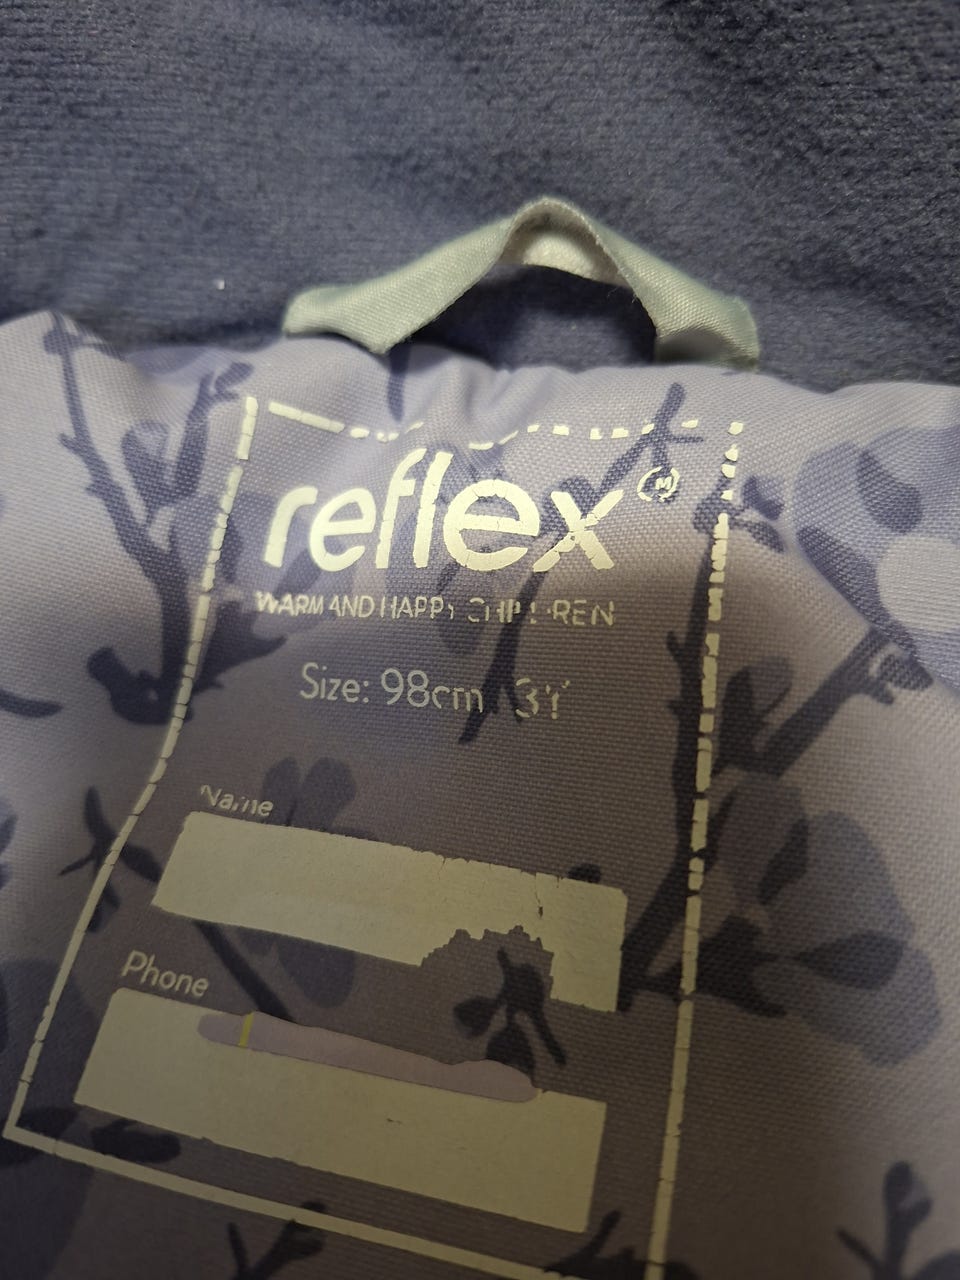 reflex
WARM AND HAPPY CHILDREN
Size: 98cm 3Y
Name
Phone